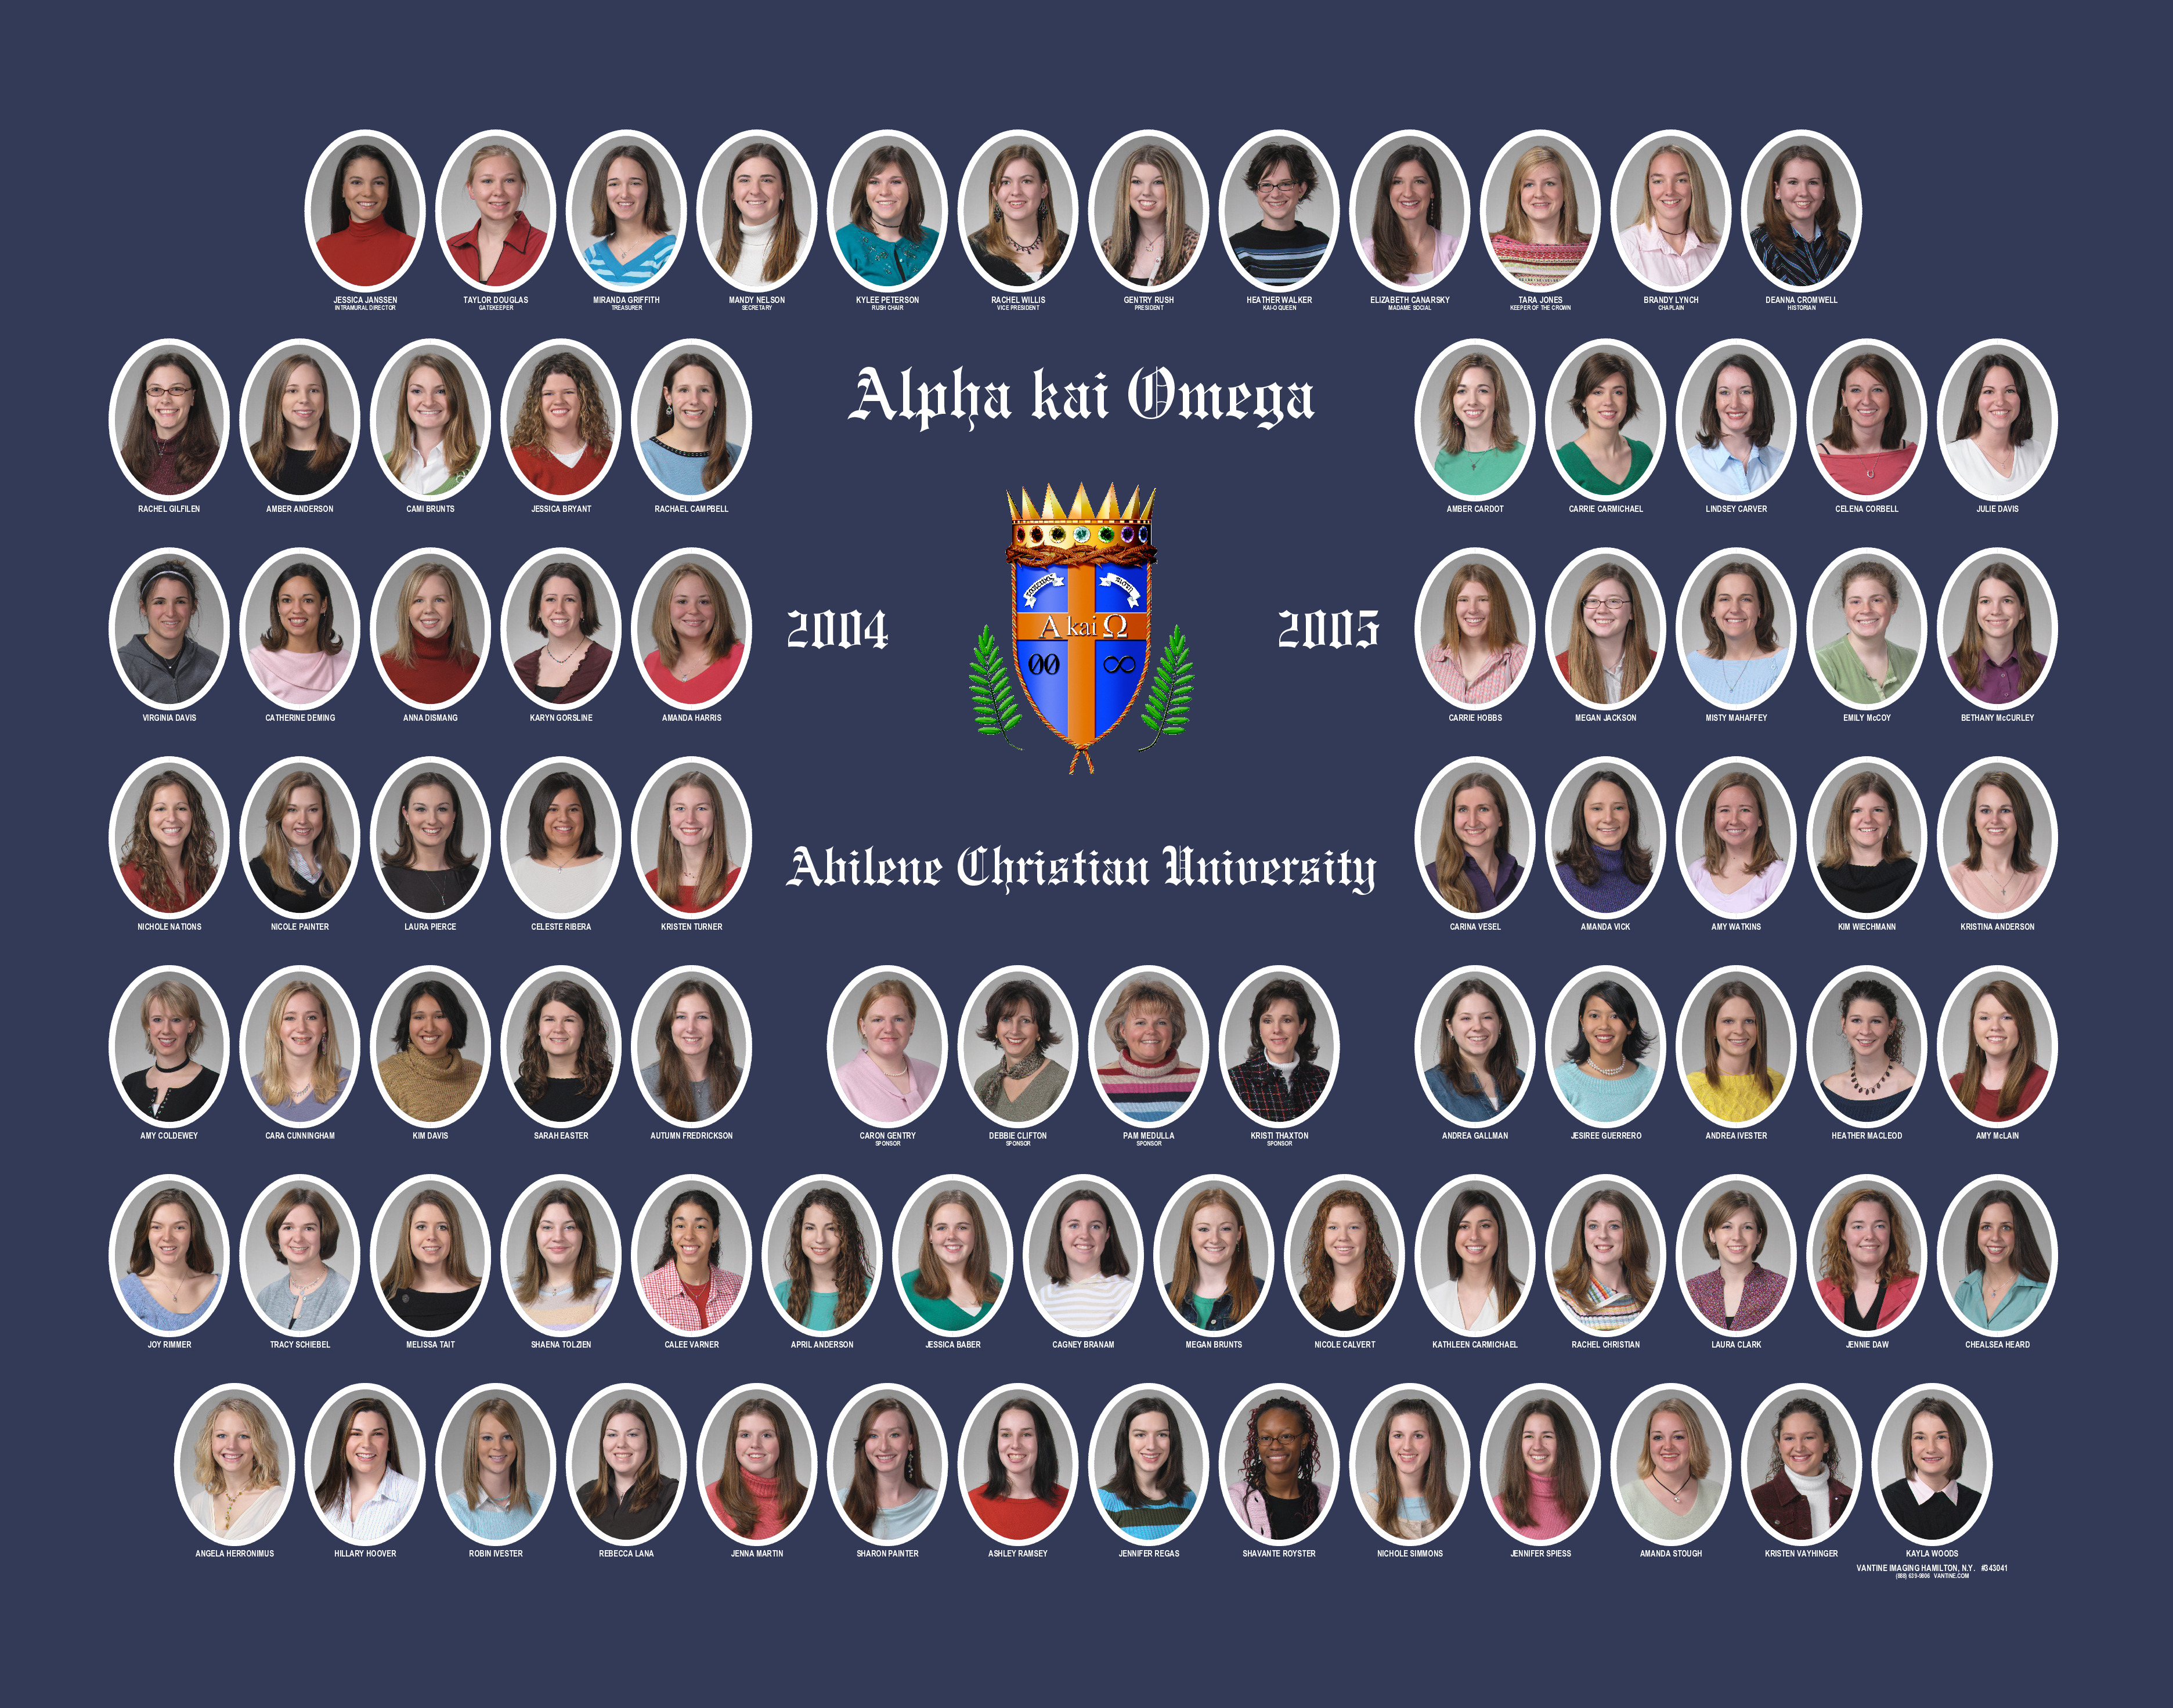 JESSICA JANSSEN TAYLOR DOUGLAS MIRANDA GRIFFITH MANDY NELSON KYLEE PETERSON RACHEL WILLIS GENTRY RUSH HEATHER WALKER ELIZABETH CANARSKY TARA JONES BRANDY LYNCH DEANNA CROMWELL
INTRAMURAL DIRECTOR GATEKEEPER TREASURER SECRETARY RUSH CHAIR VICE PRESIDENT PRESIDENT KAI-O QUEEN MADAME SOCIAL KEEPER OF THE CROWN CHAPLAIN HISTORIAN
Alpha kai Omega
RACHEL GILFILEN AMBER ANDERSON CAMI BRUNTS JESSICA BRYANT RACHAEL CAMPBELL AMBER CARDOT CARRIE CARMICHAEL LINDSEY CARVER CELENA CORBELL JULIE DAVIS
2004 A kai Ω 2005
00 ∞
VIRGINIA DAVIS CATHERINE DEMING ANNA DISMANG KARYN GORSLINE AMANDA HARRIS CARRIE HOBBS MEGAN JACKSON MISTY MAHAFFEY EMILY McCOY BETHANY McCURLEY
Abilene Christian University
NICHOLE NATIONS NICOLE PAINTER LAURA PIERCE CELESTE RIBERA KRISTEN TURNER CARINA VESEL AMANDA VICK AMY WATKINS KIM WIECHMANN KRISTINA ANDERSON
AMY COLDEWEY CARA CUNNINGHAM KIM DAVIS SARAH EASTER AUTUMN FREDRICKSON CARON GENTRY DEBBIE CLIFTON PAM MEDULLA KRISTI THAXTON ANDREA GALLMAN JESIREE GUERRERO ANDREA IVESTER HEATHER MACLEOD AMY McLAIN
SPONSOR SPONSOR SPONSOR SPONSOR
JOY RIMMER TRACY SCHIEBEL MELISSA TAIT SHAENA TOLZIEN CALEE VARNER APRIL ANDERSON JESSICA BABER CAGNEY BRANAM MEGAN BRUNTS NICOLE CALVERT KATHLEEN CARMICHAEL RACHEL CHRISTIAN LAURA CLARK JENNIE DAW CHEALSEA HEARD
ANGELA HERRONIMUS HILLARY HOOVER ROBIN IVESTER REBECCA LANA JENNA MARTIN SHARON PAINTER ASHLEY RAMSEY JENNIFER REGAS SHAVANTE ROYSTER NICHOLE SIMMONS JENNIFER SPIESS AMANDA STOUGH KRISTEN VAYHINGER KAYLA WOODS
VANTINE IMAGING HAMILTON, N.Y. #343041
(888) 639-9806 VANTINE.COM